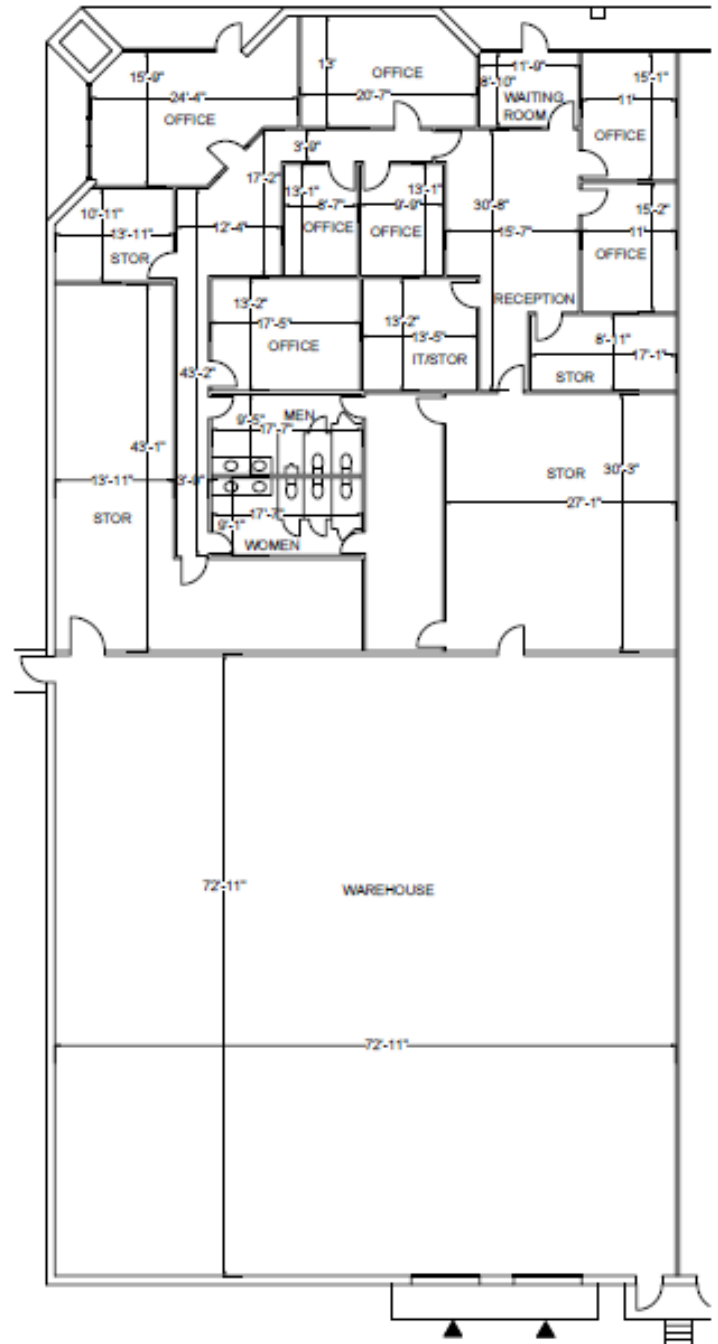 13'
OFFICE
20'-7"
15'-9"
24'-4"
OFFICE
11'-9"
8'-10"
WAITING
ROOM
15'-1"
11'
OFFICE
3'-9"
17'-2"
13'-1"
8'-7"
OFFICE
13'-1"
9'-9"
OFFICE
30'-8"
15'-7"
RECEPTION
15'-2"
11'
OFFICE
10'-11"
13'-11"
STOR
12'-4"
13'-2"
17'-5"
OFFICE
13'-2"
13'-5"
IT/STOR
8'-11"
17'-1"
STOR
43'-2"
MEN
9'-5"
17'-7"
43'-1"
13'-11"
STOR
STOR
30'-3"
27'-1"
17'-7"
9'-1"
WOMEN
72'-11"
WAREHOUSE
72'-11"